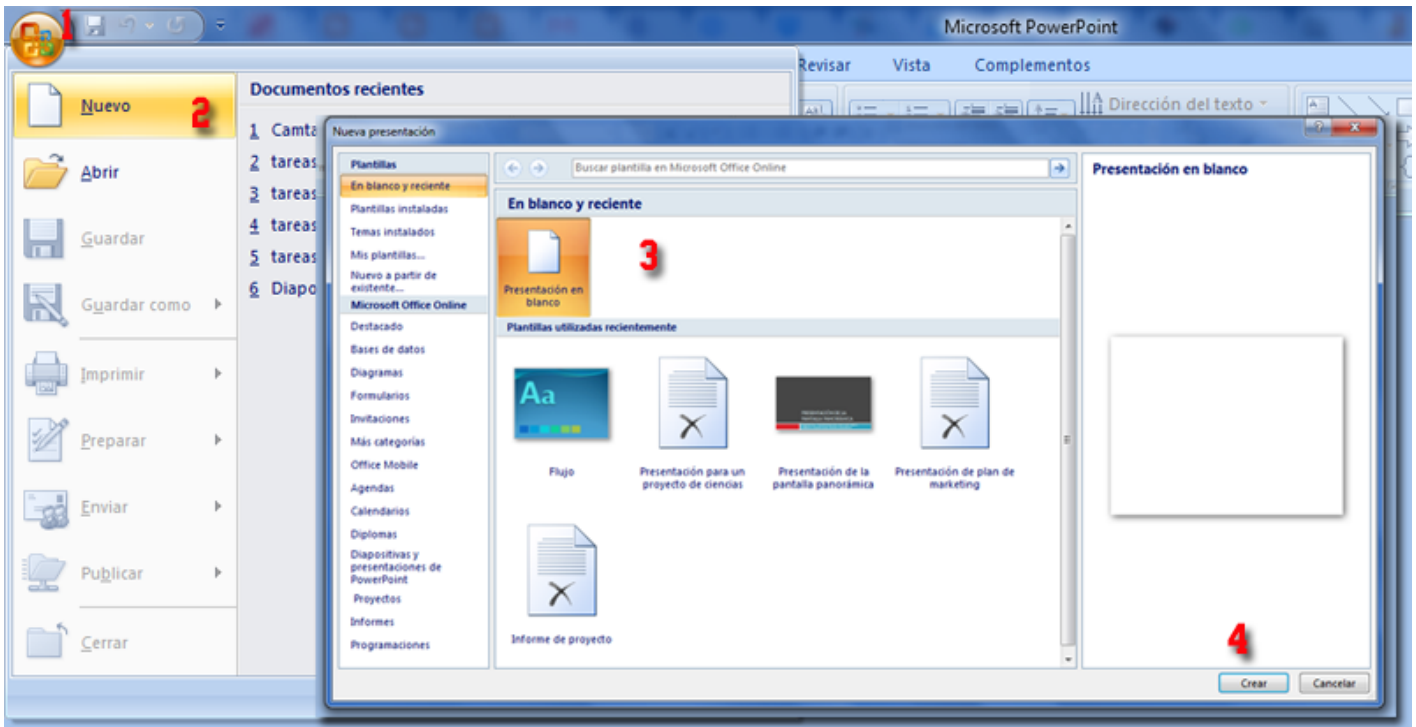 1
Microsoft PowerPoint
Revisar Vista Complementos
Dirección del texto
Nuevo 2
Abrir
Guardar
Guardar como
Imprimir
Preparar
Enviar
Publicar
Cerrar
Documentos recientes
1 Camta
2 tareas
3 tareas
4 tareas
5 tareas
6 Diapo
Nueva presentación
Plantillas
En blanco y reciente
Plantillas instaladas
Temas instalados
Mis plantillas...
Nuevo a partir de
existente...
Microsoft Office Online
Destacado
Bases de datos
Diagramas
Formularios
Invitaciones
Más categorías
Office Mobile
Agendas
Calendarios
Diplomas
Diapositivas y
presentaciones de
PowerPoint
Proyectos
Informes
Programaciones
Buscar plantilla en Microsoft Office Online
En blanco y reciente
3
Presentación en
blanco
Plantillas utilizadas recientemente
Aa
Flujo
Presentación para un
proyecto de ciencias
PRESENTACIÓN DE LA
PANTALLA PANORÁMICA
Presentación de la
pantalla panorámica
Presentación de plan de
marketing
Informe de proyecto
Presentación en blanco
4
Crear Cancelar